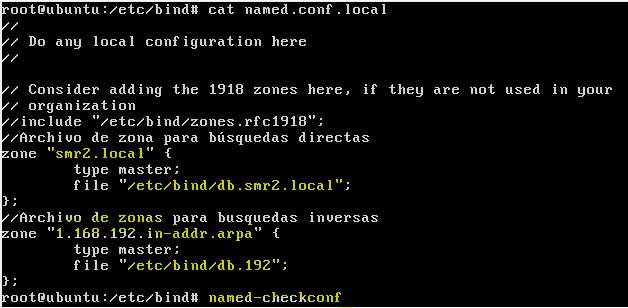 root@ubuntu:/etc/bind# cat named.conf.local
//
// Do any local configuration here
//
// Consider adding the 1918 zones here, if they are not used in your
// organization
//include "/etc/bind/zones.rfc1918";
//Archivo de zona para búsquedas directas
zone "smr2.local" {
type master;
file "/etc/bind/db.smr2.local";
};
//Archivo de zonas para busquedas inversas
zone "1.168.192.in-addr.arpa" {
type master;
file "/etc/bind/db.192";
};
root@ubuntu:/etc/bind# named-checkconf